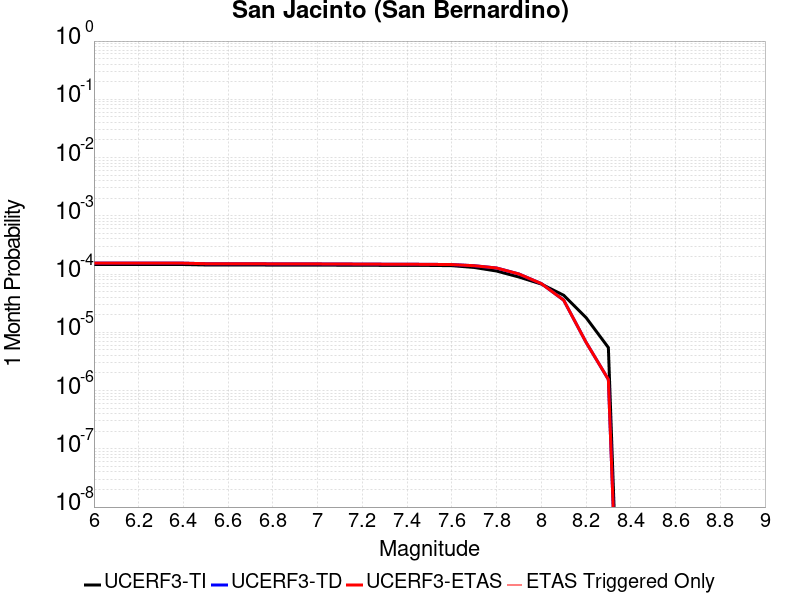 San Jacinto (San Bernardino)
10^0
10^-1
10^-2
10^-3
10^-4
10^-5
10^-6
10^-7
10^-8
1 Month Probability
6 6.2 6.4 6.6 6.8 7 7.2 7.4 7.6 7.8 8 8.2 8.4 8.6 8.8 9
Magnitude
UCERF3-TI UCERF3-TD UCERF3-ETAS ETAS Triggered Only